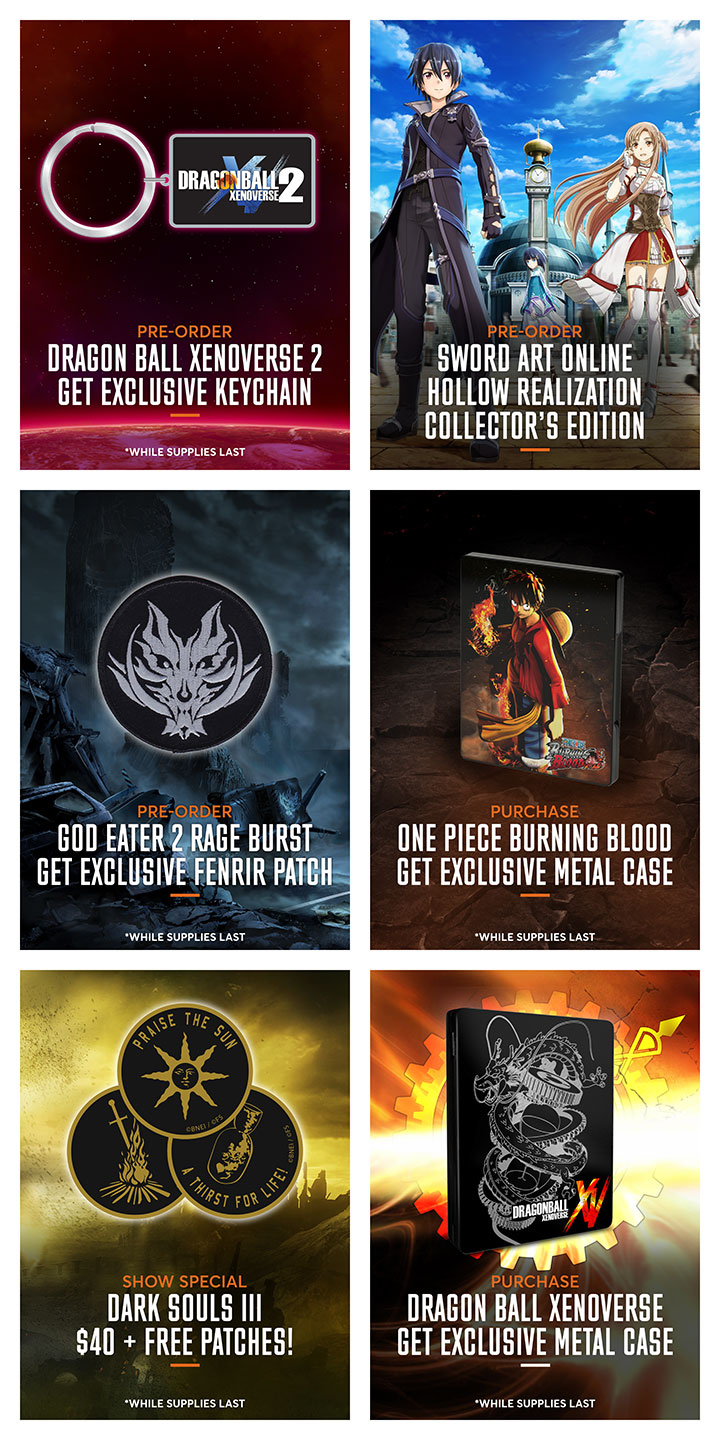 DRAGONBALL
XENOVERSE 2
PRE-ORDER
DRAGON BALL XENOVERSE 2
GET EXCLUSIVE KEYCHAIN
*WHILE SUPPLIES LAST
PRE-ORDER
SWORD ART ONLINE
HOLLOW REALIZATION
COLLECTOR'S EDITION
PRE-ORDER
GOD EATER 2 RAGE BURST
GET EXCLUSIVE FENRIR PATCH
*WHILE SUPPLIES LAST
ONE PIECE
BURNING
BLOOD
PURCHASE
ONE PIECE BURNING BLOOD
GET EXCLUSIVE METAL CASE
*WHILE SUPPLIES LAST
PRAISE THE SUN
©BNEI / ©FS
A THIRST FOR LIFE!
©BNEI / ©FS
SHOW SPECIAL
DARK SOULS III
$40 + FREE PATCHES!
*WHILE SUPPLIES LAST
DRAGONBALL
XENOVERSE
XV
PURCHASE
DRAGON BALL XENOVERSE
GET EXCLUSIVE METAL CASE
*WHILE SUPPLIES LAST